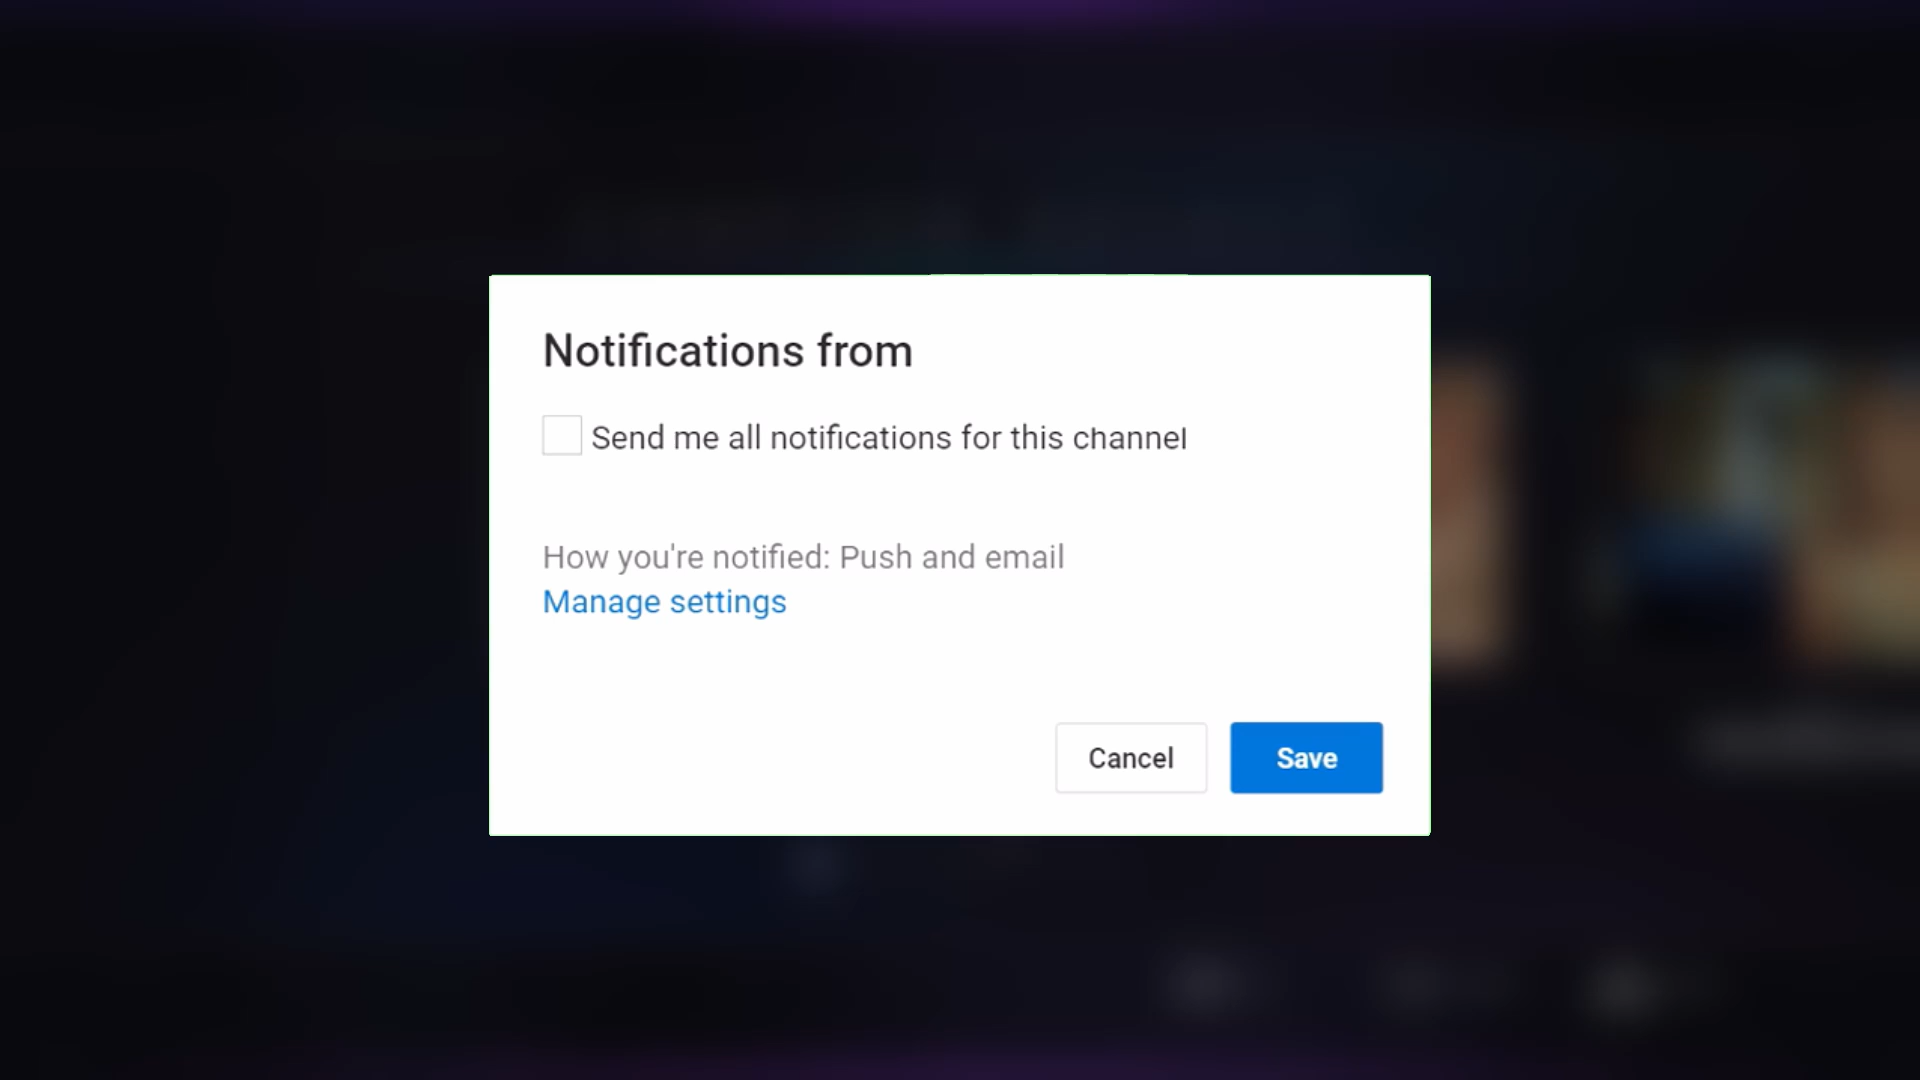 Notifications from
Send me all notifications for this channel
How you're notified: Push and email
Manage settings
Cancel
Save